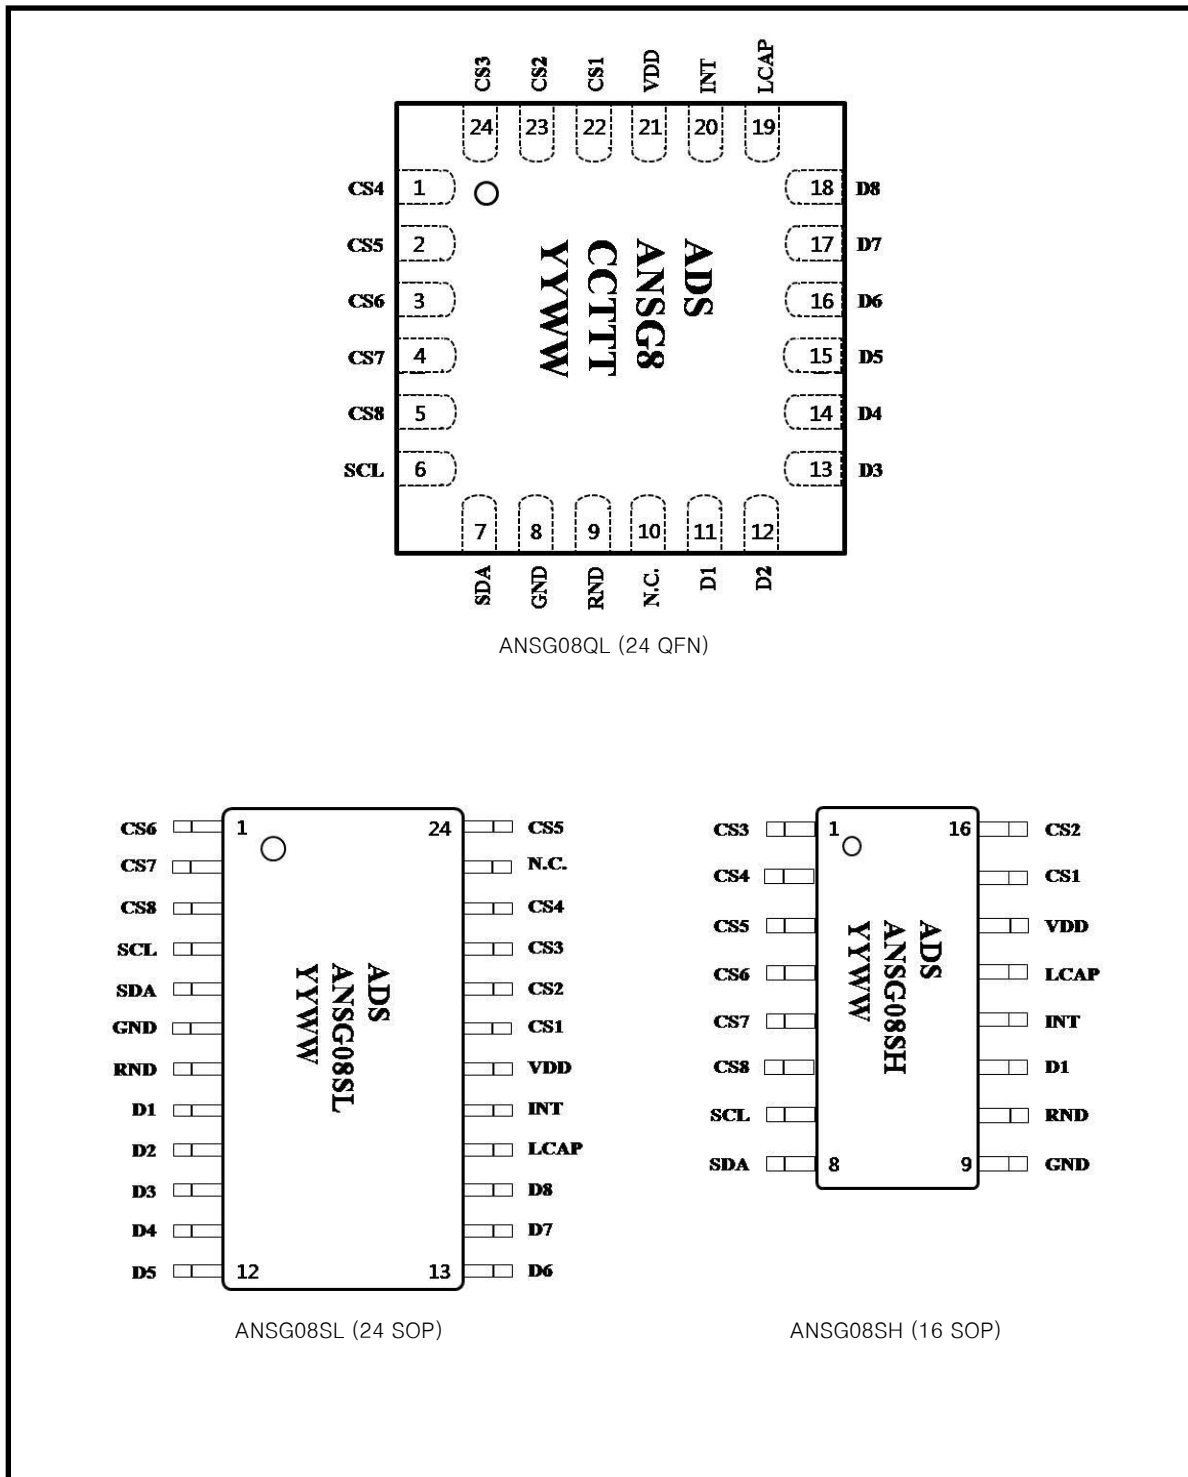 CS3 CS2 CS1 VDD INT LCAP
24 23 22 21 20 19
CS4 1 18 D8
CS5 2 17 D7
CS6 3 16 D6
CS7 4 15 D5
CS8 5 14 D4
SCL 6 13 D3
ADS
ANSG8
CCTTT
YYWW
7 8 9 10 11 12
SDA GND RND N.C. D1 D2
ANSG08QL (24 QFN)
CS6 1 24 CS5
CS7 N.C.
CS8 CS4
SCL CS3
SDA CS2
GND CS1
RND VDD
D1 INT
D2 LCAP
D3 D8
D4 D7
D5 12 13 D6
ADS
ANSG08SL
YYWW
ANSG08SL (24 SOP)
CS3 1 16 CS2
CS4 CS1
CS5 VDD
CS6 LCAP
CS7 INT
CS8 D1
SCL RND
SDA 8 9 GND
ADS
ANSG08SH
YYWW
ANSG08SH (16 SOP)